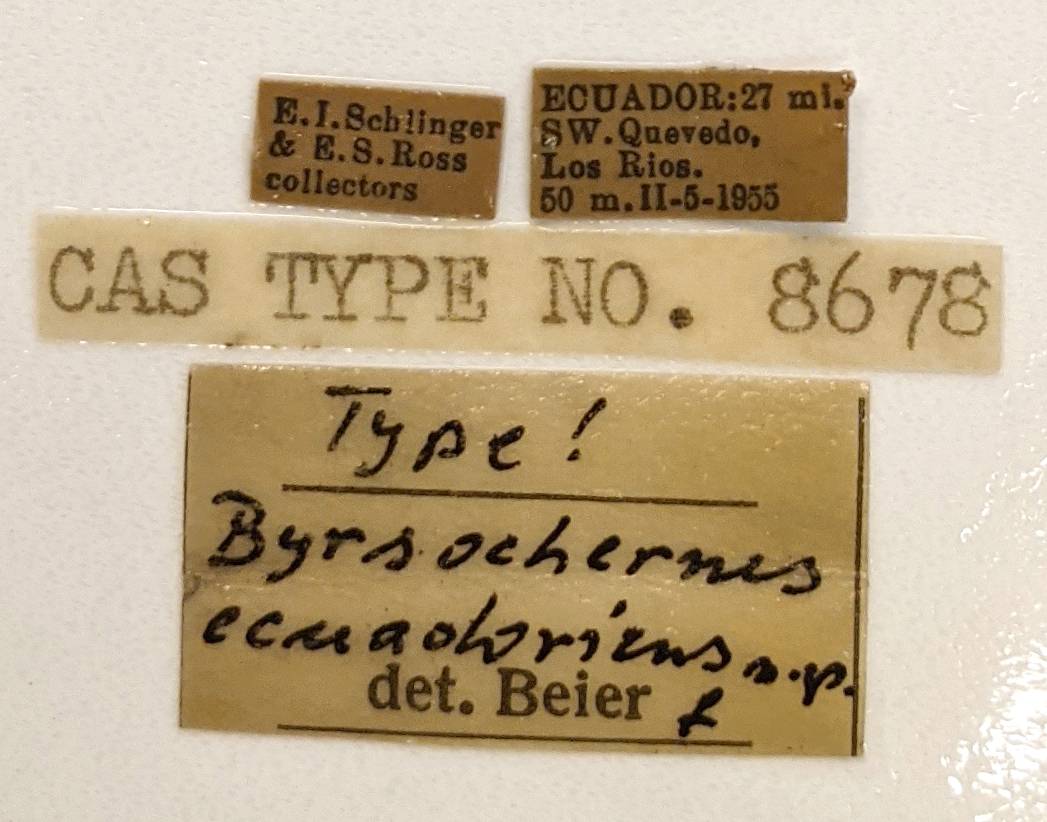 E.I.Schlinger
& E.S.Ross
collectors
ECUADOR:27 mi.
SW.Quevedo,
Los Rios.
50 m.II-5-1955
CAS TYPE NO. 8678
Type!
Byrsochernes
ecuadoriens n.sp.
det. Beier